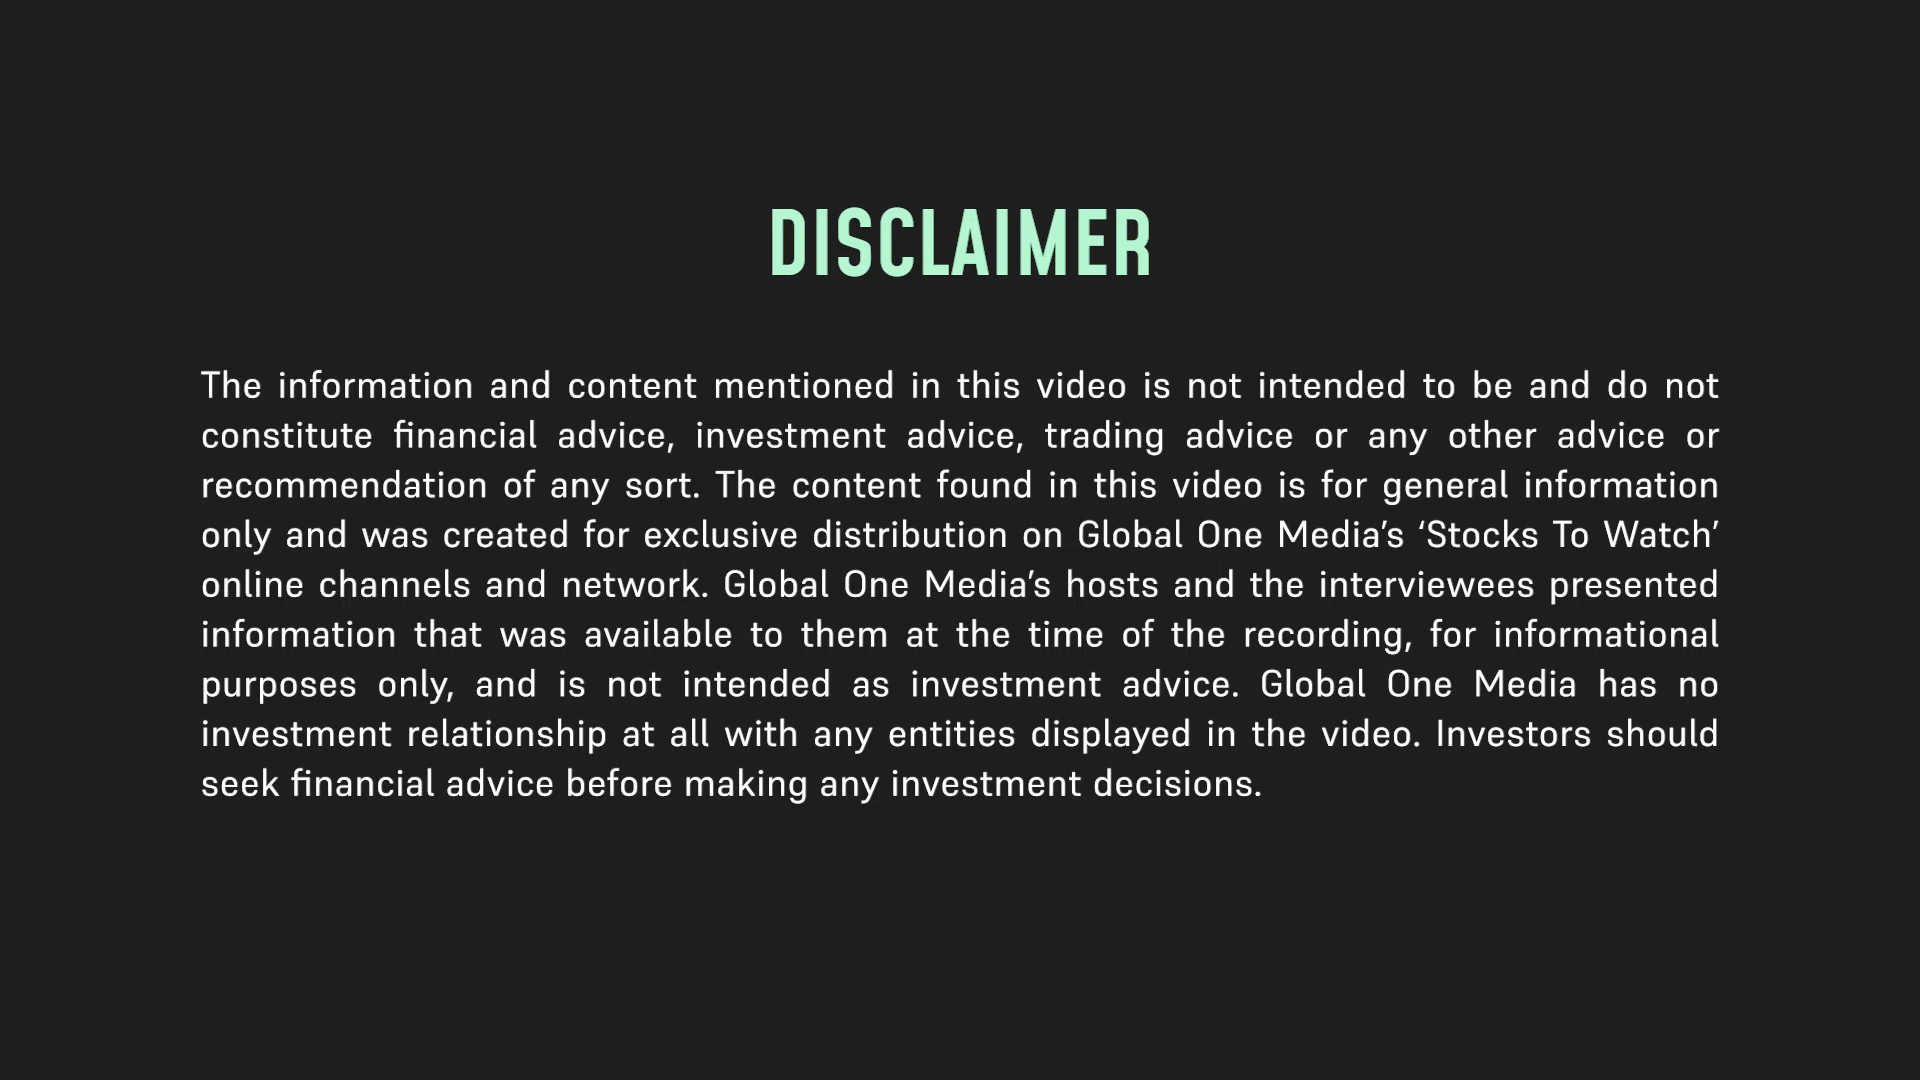 DISCLAIMER
The information and content mentioned in this video is not intended to be and do not
constitute financial advice, investment advice, trading advice or any other advice or
recommendation of any sort. The content found in this video is for general information
only and was created for exclusive distribution on Global One Media’s ‘Stocks To Watch’
online channels and network. Global One Media’s hosts and the interviewees presented
information that was available to them at the time of the recording, for informational
purposes only, and is not intended as investment advice. Global One Media has no
investment relationship at all with any entities displayed in the video. Investors should
seek financial advice before making any investment decisions.